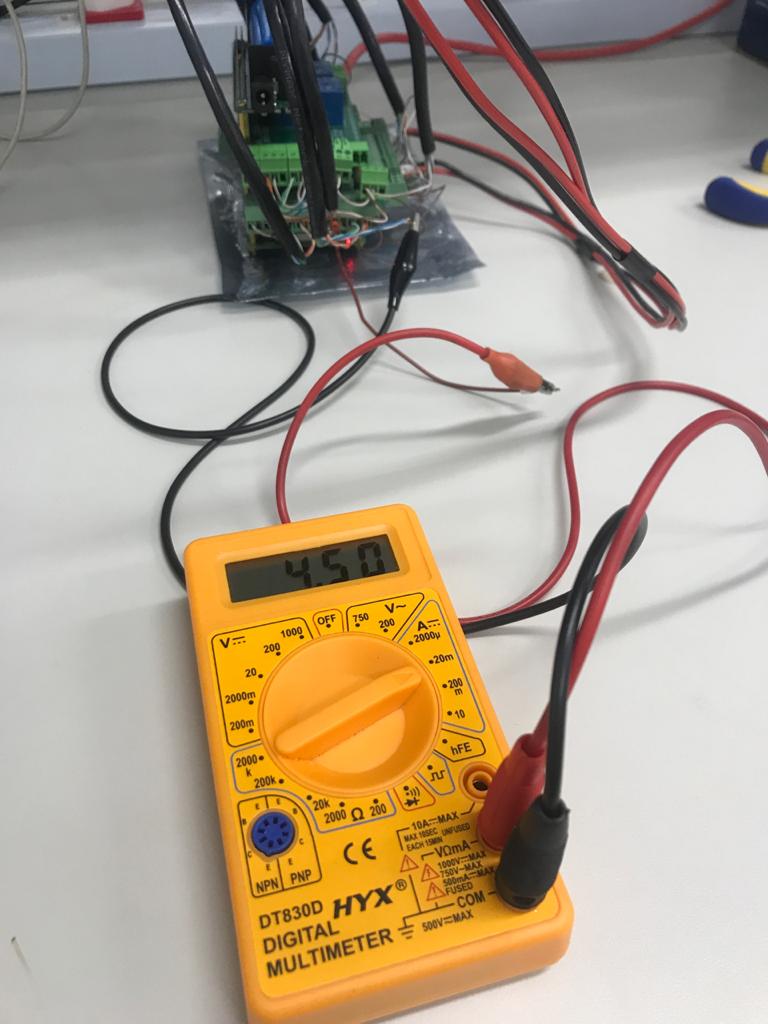 4.50
OFF
V⎓
1000
200
20
2000m
200m
V~
750
200
A⎓
2000µ
20m
200
m
10
hFE
2000
k
200k
20k
2000 Ω 200
E E
B B
C C
E E
NPN PNP
CE
10A⎓MAX
MAX 10SEC UNFUSED
EACH 15MIN
VΩmA
1000V⎓MAX
750V~MAX
500mA⎓MAX
FUSED
COM
500V⎓MAX
DT830D HYX®
DIGITAL
MULTIMETER